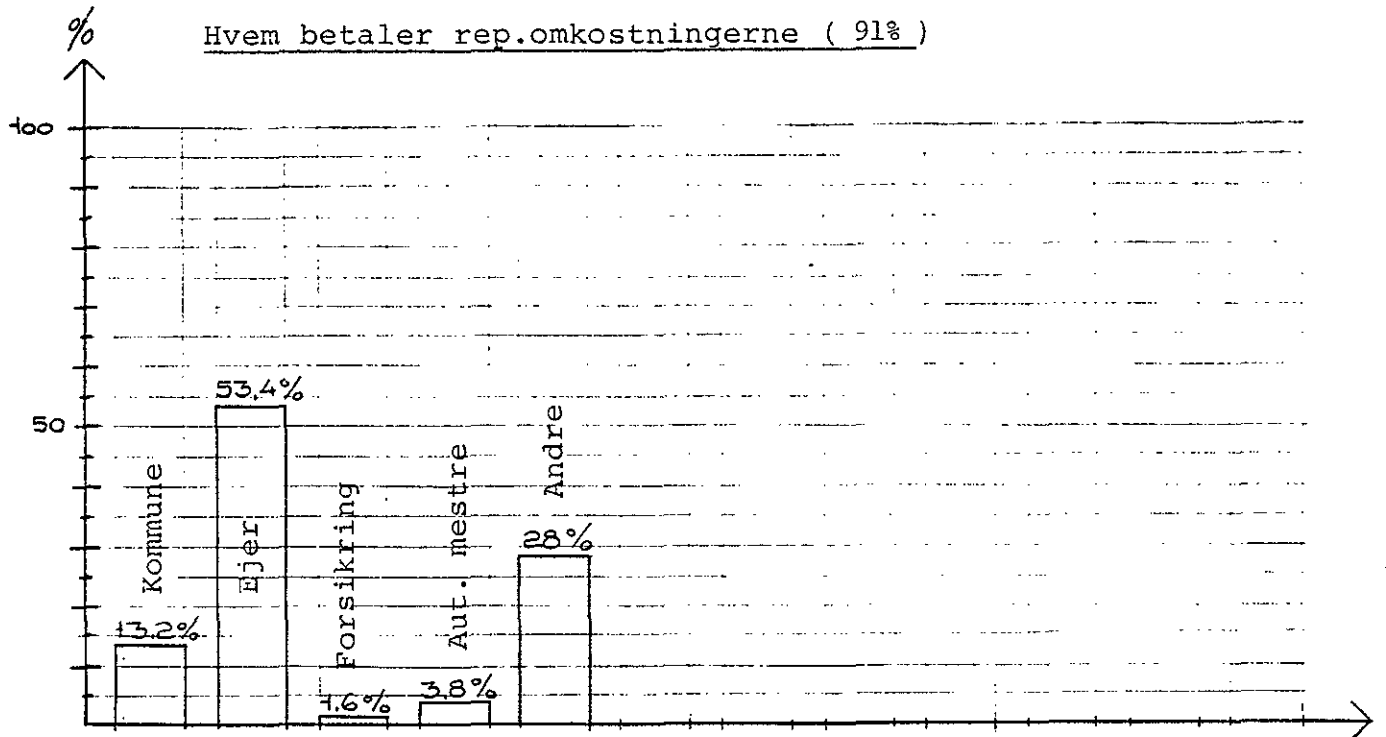 %
Hvem betaler rep.omkostningerne ( 91% )
100
50
13.2%
Kommune
53.4%
Ejer
1.6%
Forsikring
3.8%
Aut. mestre
28%
Andre